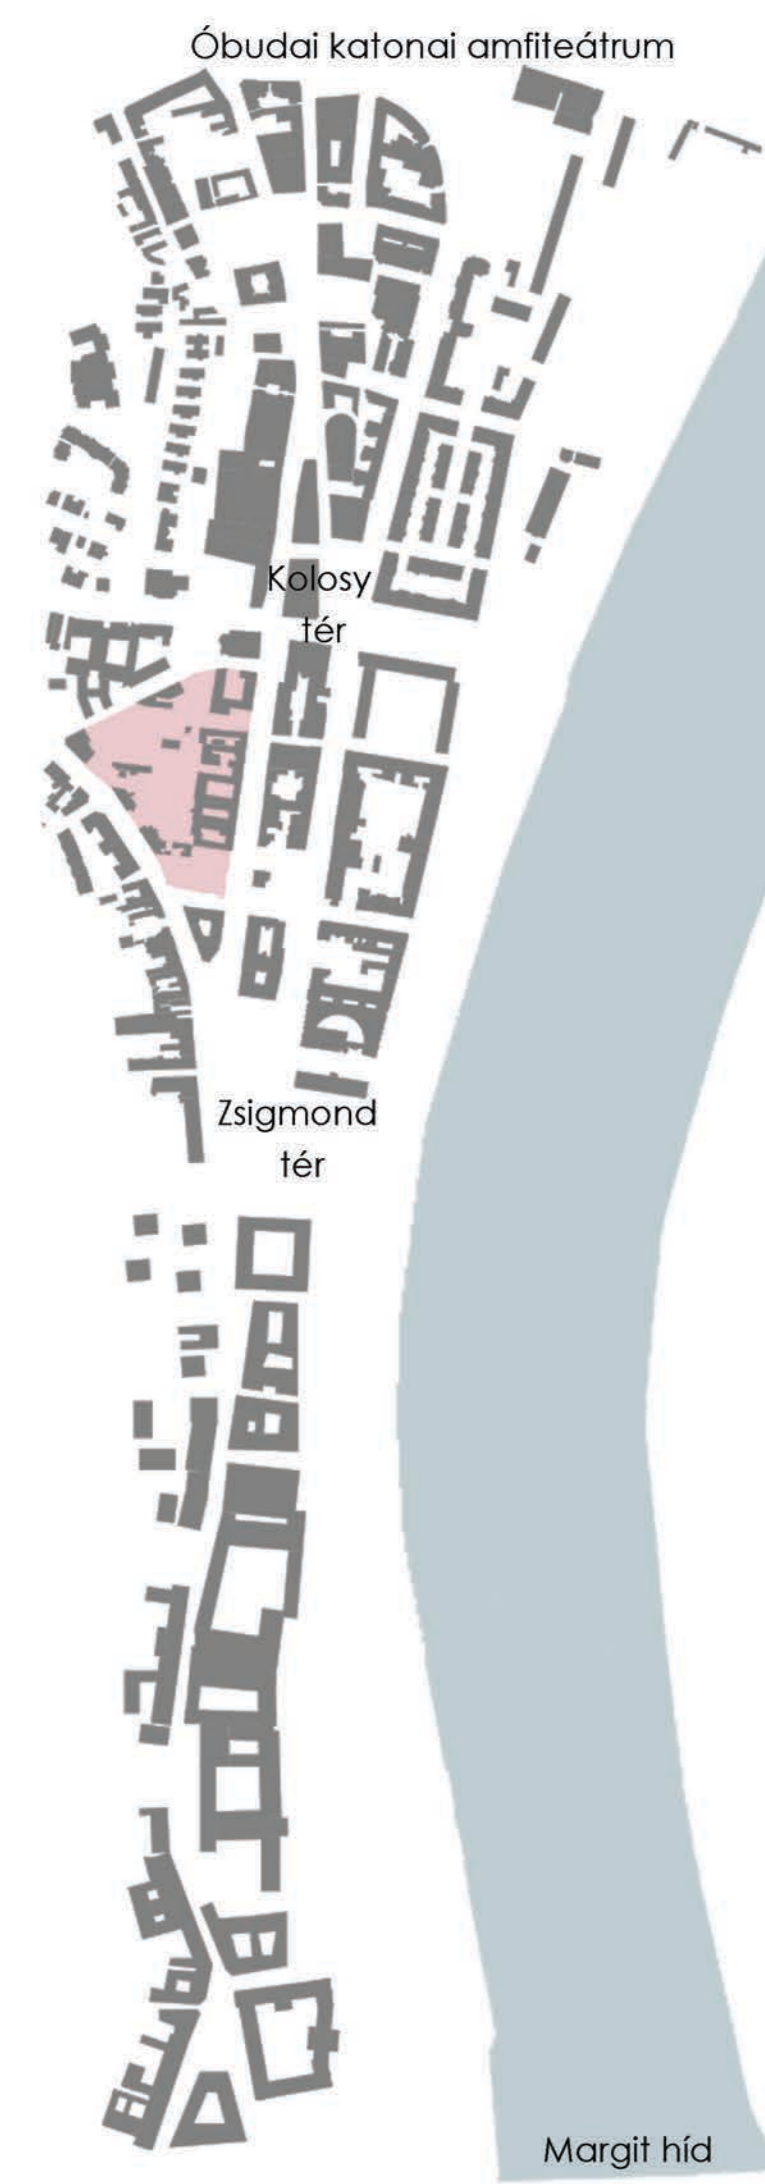 Óbudai katonai amfiteátrum
Kolosy
tér
Zsigmond
tér
Margit híd